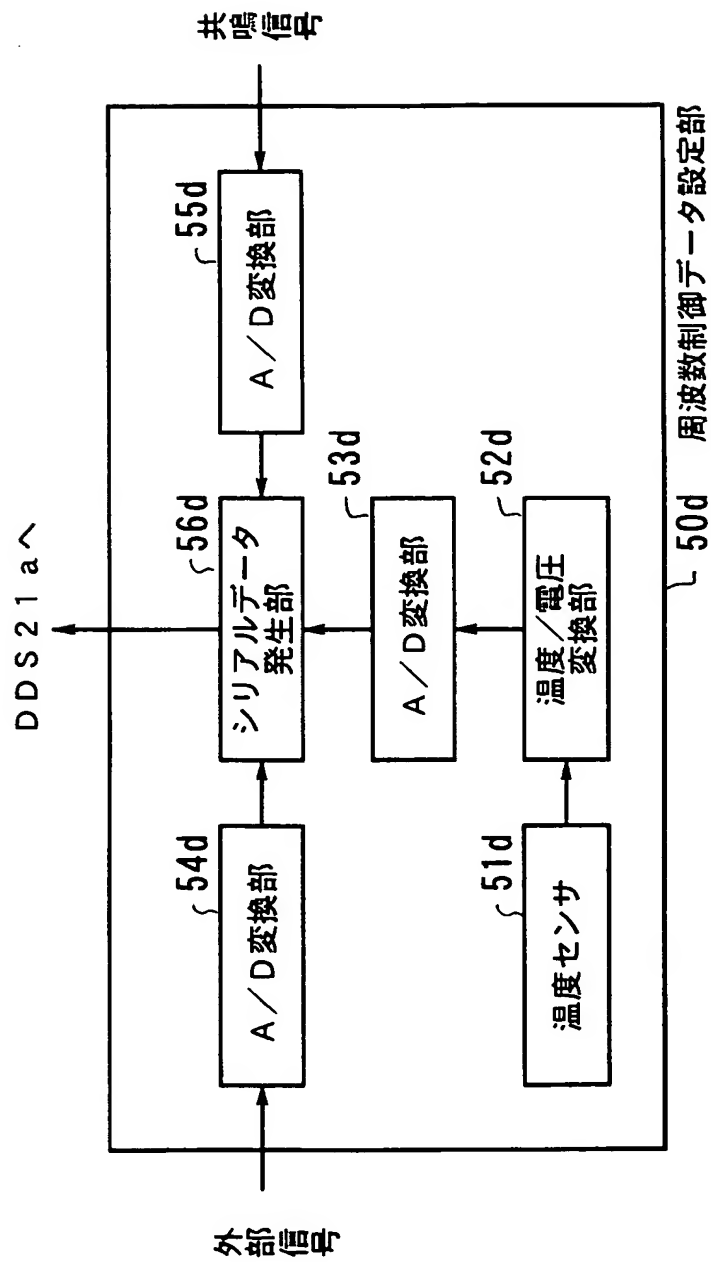 DDS21aへ
外部信号
共鳴信号
54d
A/D変換部
56d
シリアルデータ
発生部
55d
A/D変換部
53d
A/D変換部
51d
温度センサ
52d
温度/電圧
変換部
50d
周波数制御データ設定部